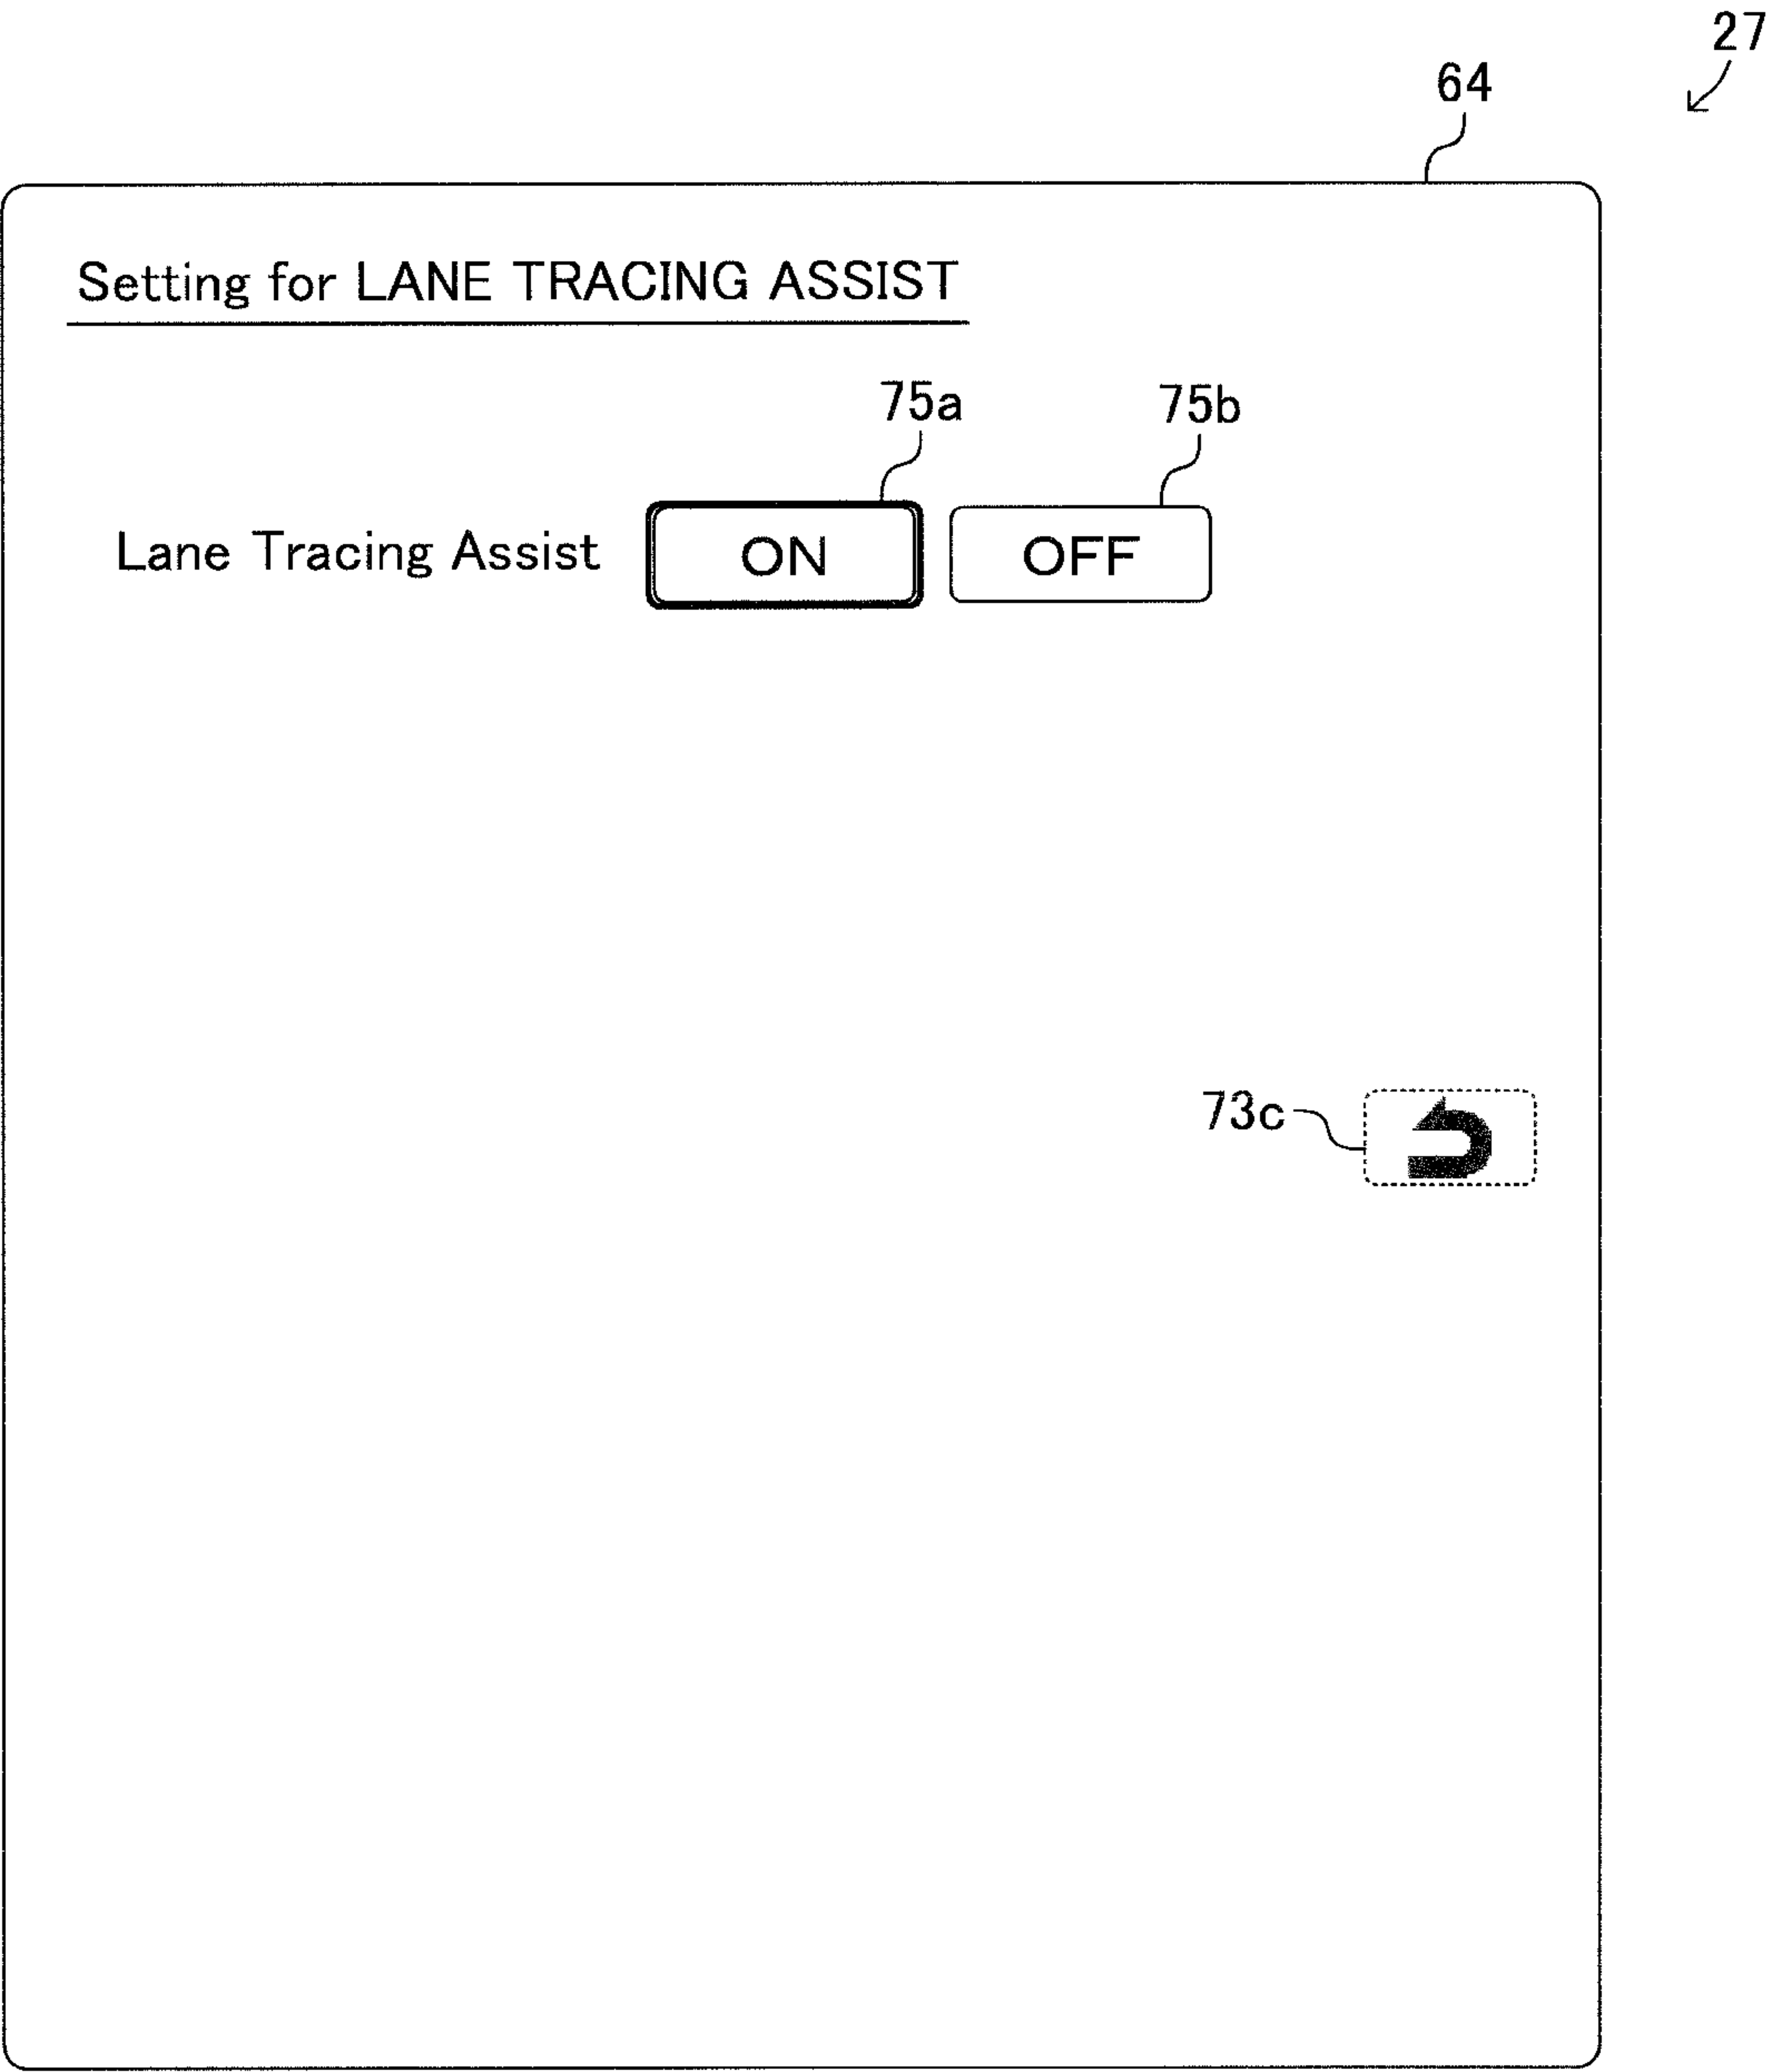 27
64
Setting for LANE TRACING ASSIST
75a 75b
Lane Tracing Assist ON OFF
73c